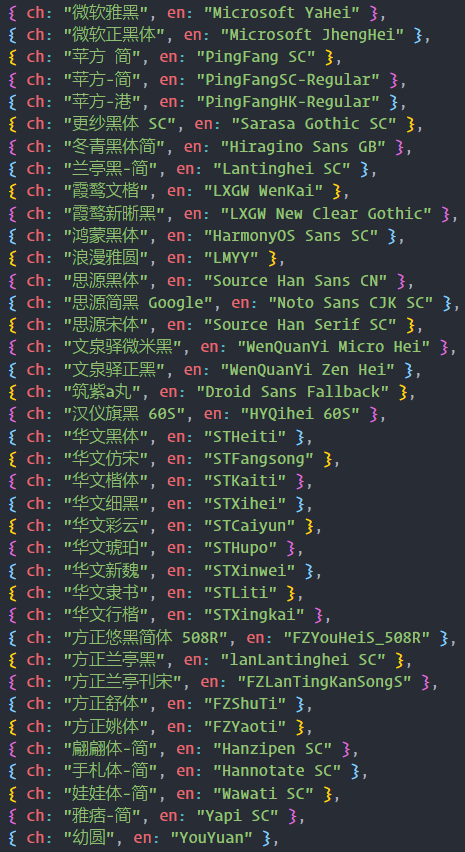 { ch: "微软雅黑", en: "Microsoft YaHei" },
{ ch: "微软正黑体", en: "Microsoft JhengHei" },
{ ch: "苹方 简", en: "PingFang SC" },
{ ch: "苹方-简", en: "PingFangSC-Regular" },
{ ch: "苹方-港", en: "PingFangHK-Regular" },
{ ch: "更纱黑体 SC", en: "Sarasa Gothic SC" },
{ ch: "冬青黑体简", en: "Hiragino Sans GB" },
{ ch: "兰亭黑-简", en: "Lantinghei SC" },
{ ch: "霞鹜文楷", en: "LXGW WenKai" },
{ ch: "霞鹜新晰黑", en: "LXGW New Clear Gothic" },
{ ch: "鸿蒙黑体", en: "HarmonyOS Sans SC" },
{ ch: "浪漫雅圆", en: "LMYY" },
{ ch: "思源黑体", en: "Source Han Sans CN" },
{ ch: "思源简黑 Google", en: "Noto Sans CJK SC" },
{ ch: "思源宋体", en: "Source Han Serif SC" },
{ ch: "文泉驿微米黑", en: "WenQuanYi Micro Hei" },
{ ch: "文泉驿正黑", en: "WenQuanYi Zen Hei" },
{ ch: "筑紫a丸", en: "Droid Sans Fallback" },
{ ch: "汉仪旗黑 60S", en: "HYQihei 60S" },
{ ch: "华文黑体", en: "STHeiti" },
{ ch: "华文仿宋", en: "STFangsong" },
{ ch: "华文楷体", en: "STKaiti" },
{ ch: "华文细黑", en: "STXihei" },
{ ch: "华文彩云", en: "STCaiyun" },
{ ch: "华文琥珀", en: "STHupo" },
{ ch: "华文新魏", en: "STXinwei" },
{ ch: "华文隶书", en: "STLiti" },
{ ch: "华文行楷", en: "STXingkai" },
{ ch: "方正悠黑简体 508R", en: "FZYouHeiS_508R" },
{ ch: "方正兰亭黑", en: "lanLantinghei SC" },
{ ch: "方正兰亭刊宋", en: "FZLanTingKanSongS" },
{ ch: "方正舒体", en: "FZShuTi" },
{ ch: "方正姚体", en: "FZYaoti" },
{ ch: "翩翩体-简", en: "Hanzipen SC" },
{ ch: "手札体-简", en: "Hannotate SC" },
{ ch: "娃娃体-简", en: "Wawati SC" },
{ ch: "雅痞-简", en: "Yapi SC" },
{ ch: "幼圆", en: "YouYuan" },